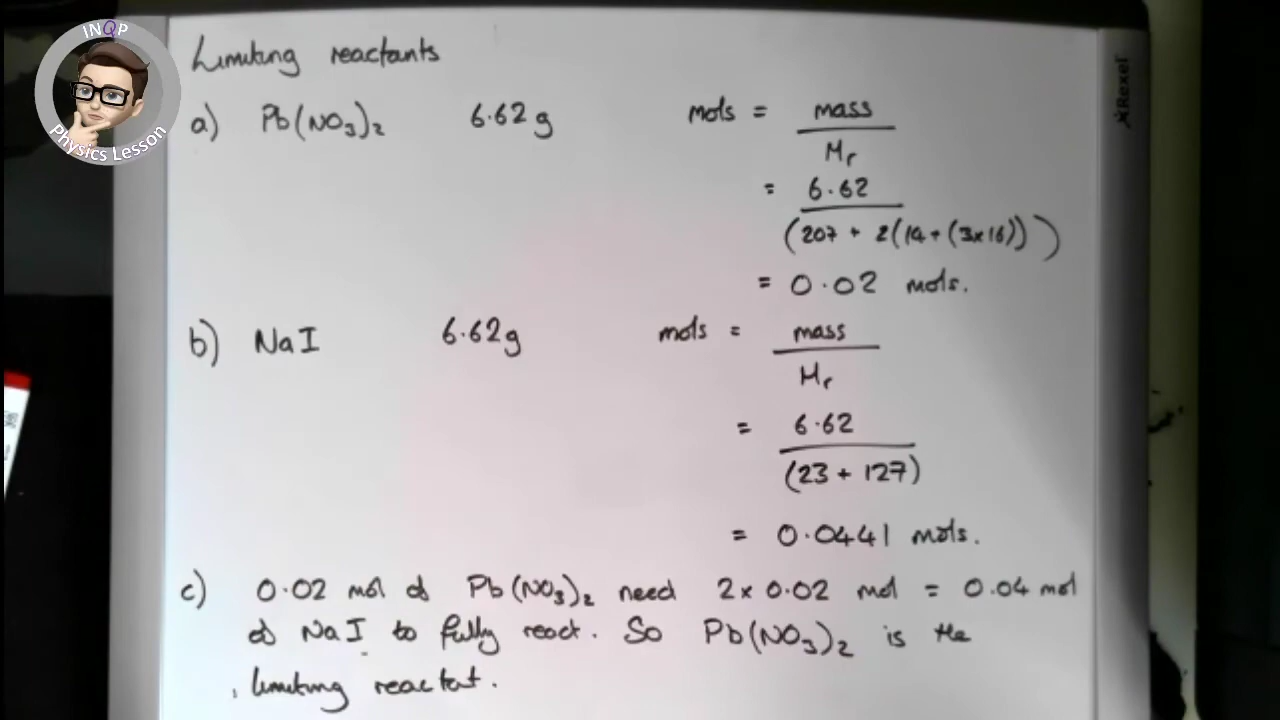 INQP
Physics Lesson
Rexel
Limiting reactants
a) Pb(NO₃)₂ 6.62g mols = mass
Mᵣ
= 6.62
(207 + 2(14+(3x16)))
= 0.02 mols.
b) NaI 6.62g mols = mass
Mᵣ
= 6.62
(23 + 127)
= 0.0441 mols.
c) 0.02 mol of Pb(NO₃)₂ need 2x 0.02 mol = 0.04 mol
of NaI to fully react. So Pb(NO₃)₂ is the
limiting reactat.